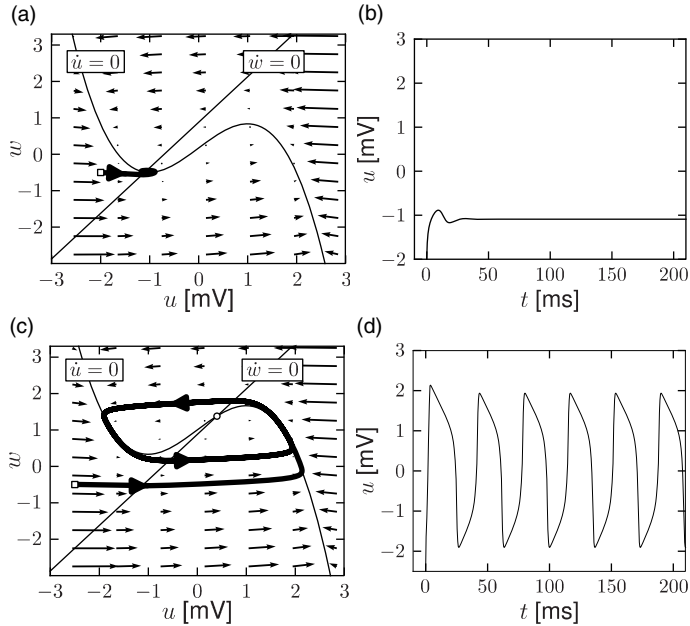 (a)
u̇ = 0
ẇ = 0
w
3
2
1
0
−1
−2
−3 −2 −1 0 1 2 3
u [mV]
(b)
u [mV]
3
2
1
0
−1
−2
0 50 100 150 200
t [ms]
(c)
u̇ = 0
ẇ = 0
w
3
2
1
0
−1
−2
−3 −2 −1 0 1 2 3
u [mV]
(d)
u [mV]
3
2
1
0
−1
−2
0 50 100 150 200
t [ms]